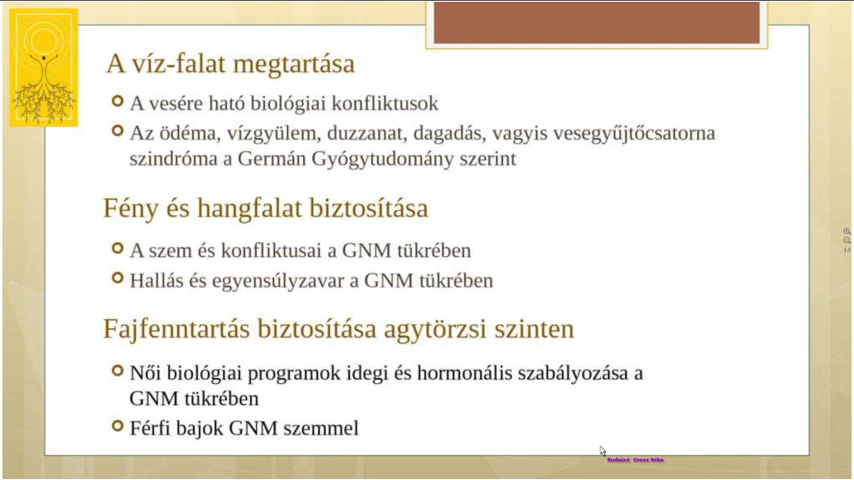 A víz-falat megtartása
A vesére ható biológiai konfliktusok
Az ödéma, vízgyülem, duzzanat, dagadás, vagyis vesegyűjtőcsatorna
szindróma a Germán Gyógytudomány szerint
Fény és hangfalat biztosítása
A szem és konfliktusai a GNM tükrében
Hallás és egyensúlyzavar a GNM tükrében
Fajfenntartás biztosítása agytörzsi szinten
Női biológiai programok idegi és hormonális szabályozása a
GNM tükrében
Férfi bajok GNM szemmel